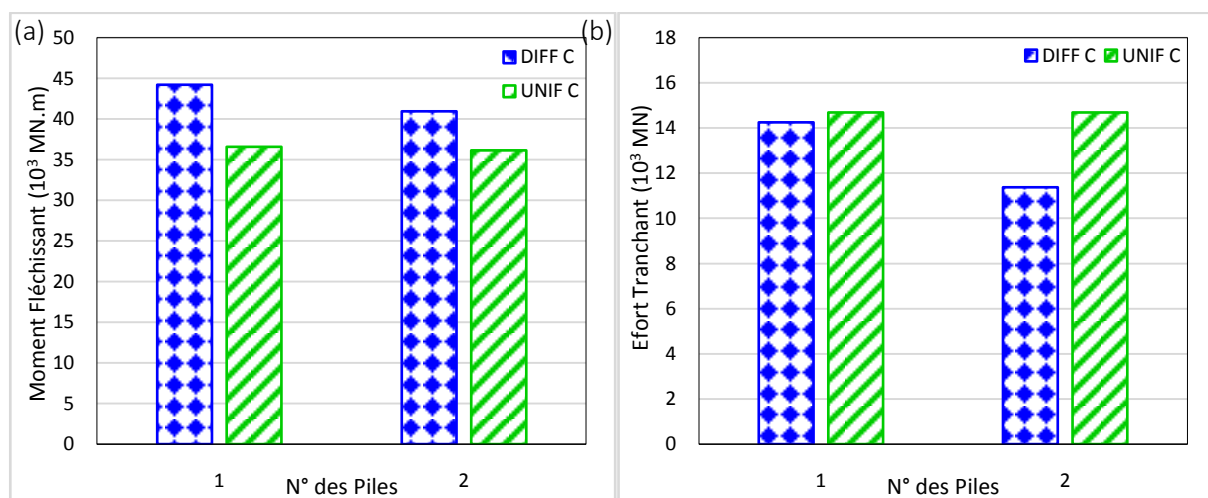 (a)
Moment Fléchissant (10³ MN.m)
50
45
40
35
30
25
20
15
10
5
0
DIFF C
UNIF C
1
2
N° des Piles
(b)
Efort Tranchant (10³ MN)
18
16
14
12
10
8
6
4
2
0
DIFF C UNIF C
1
2
N° des Piles